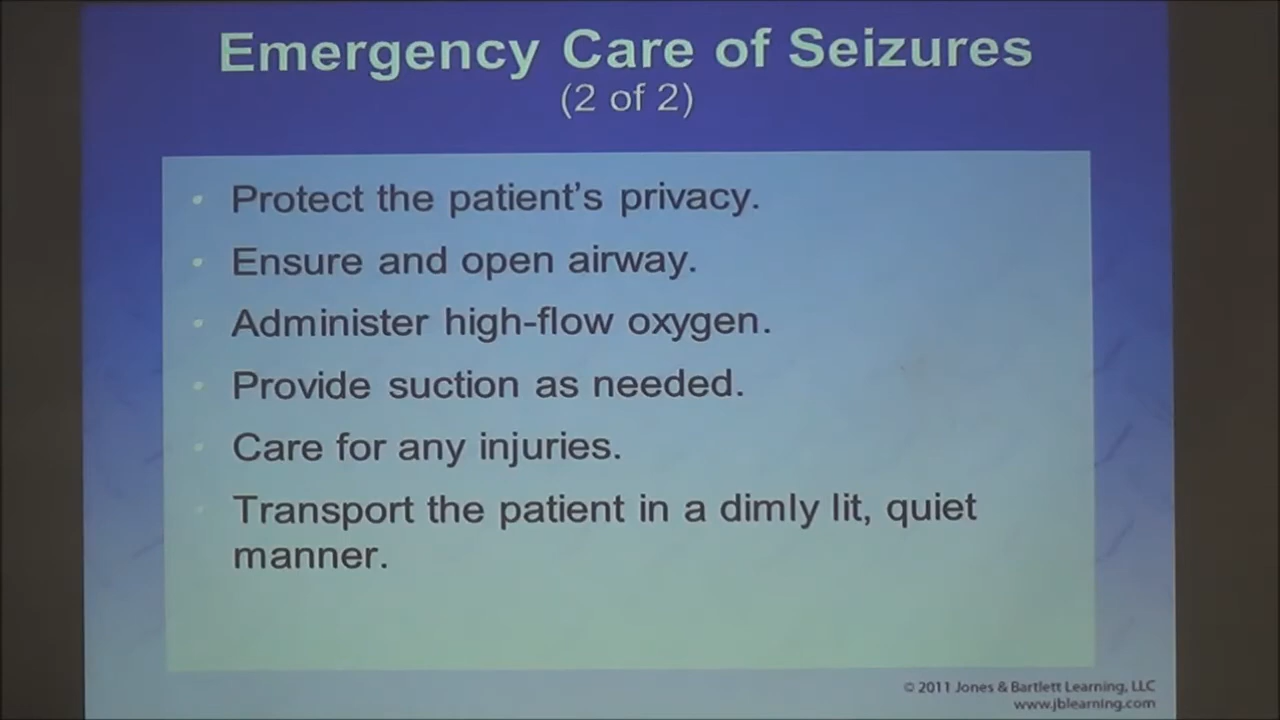 Emergency Care of Seizures
(2 of 2)
• Protect the patient's privacy.
• Ensure and open airway.
• Administer high-flow oxygen.
• Provide suction as needed.
• Care for any injuries.
• Transport the patient in a dimly lit, quiet
manner.
© 2011 Jones & Bartlett Learning, LLC
www.jblearning.com